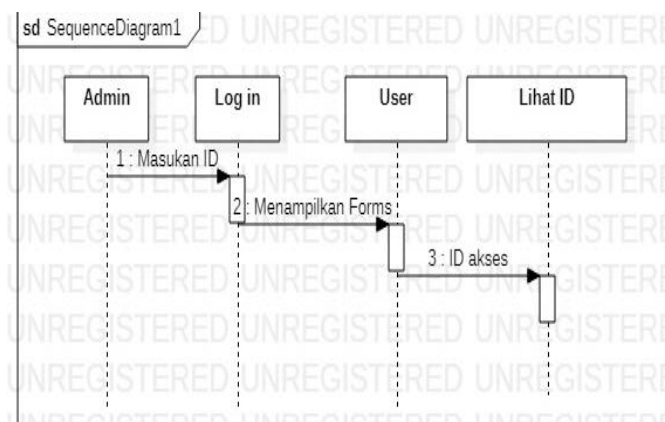 sd SequenceDiagram1
Admin
Log in
User
Lihat ID
1 : Masukan ID
2 : Menampilkan Forms
3 : ID akses
UNREGISTERED UNREGISTERED UNREGISTERED